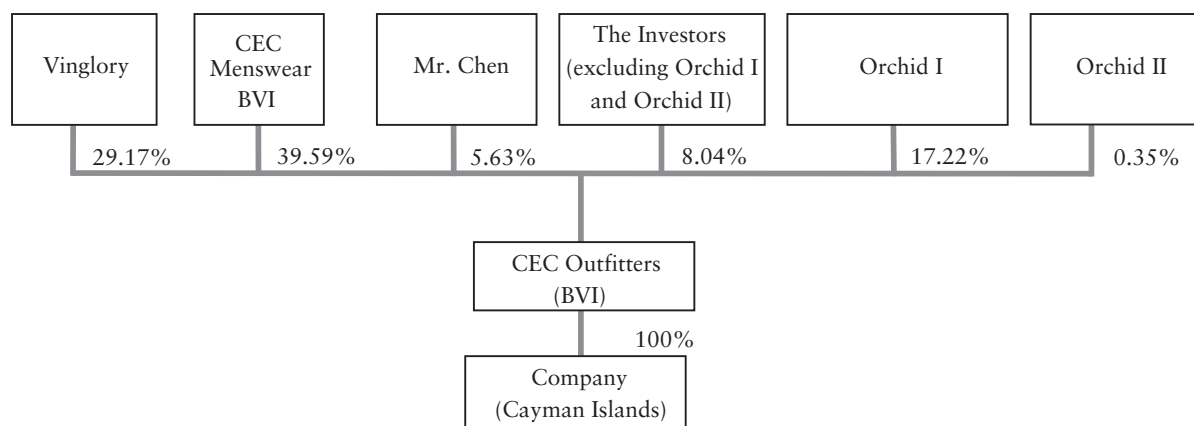 Vinglory
CEC
Menswear
BVI
Mr. Chen
The Investors
(excluding Orchid I
and Orchid II)
Orchid I
Orchid II
29.17%
39.59%
5.63%
8.04%
17.22%
0.35%
CEC Outfitters
(BVI)
100%
Company
(Cayman Islands)